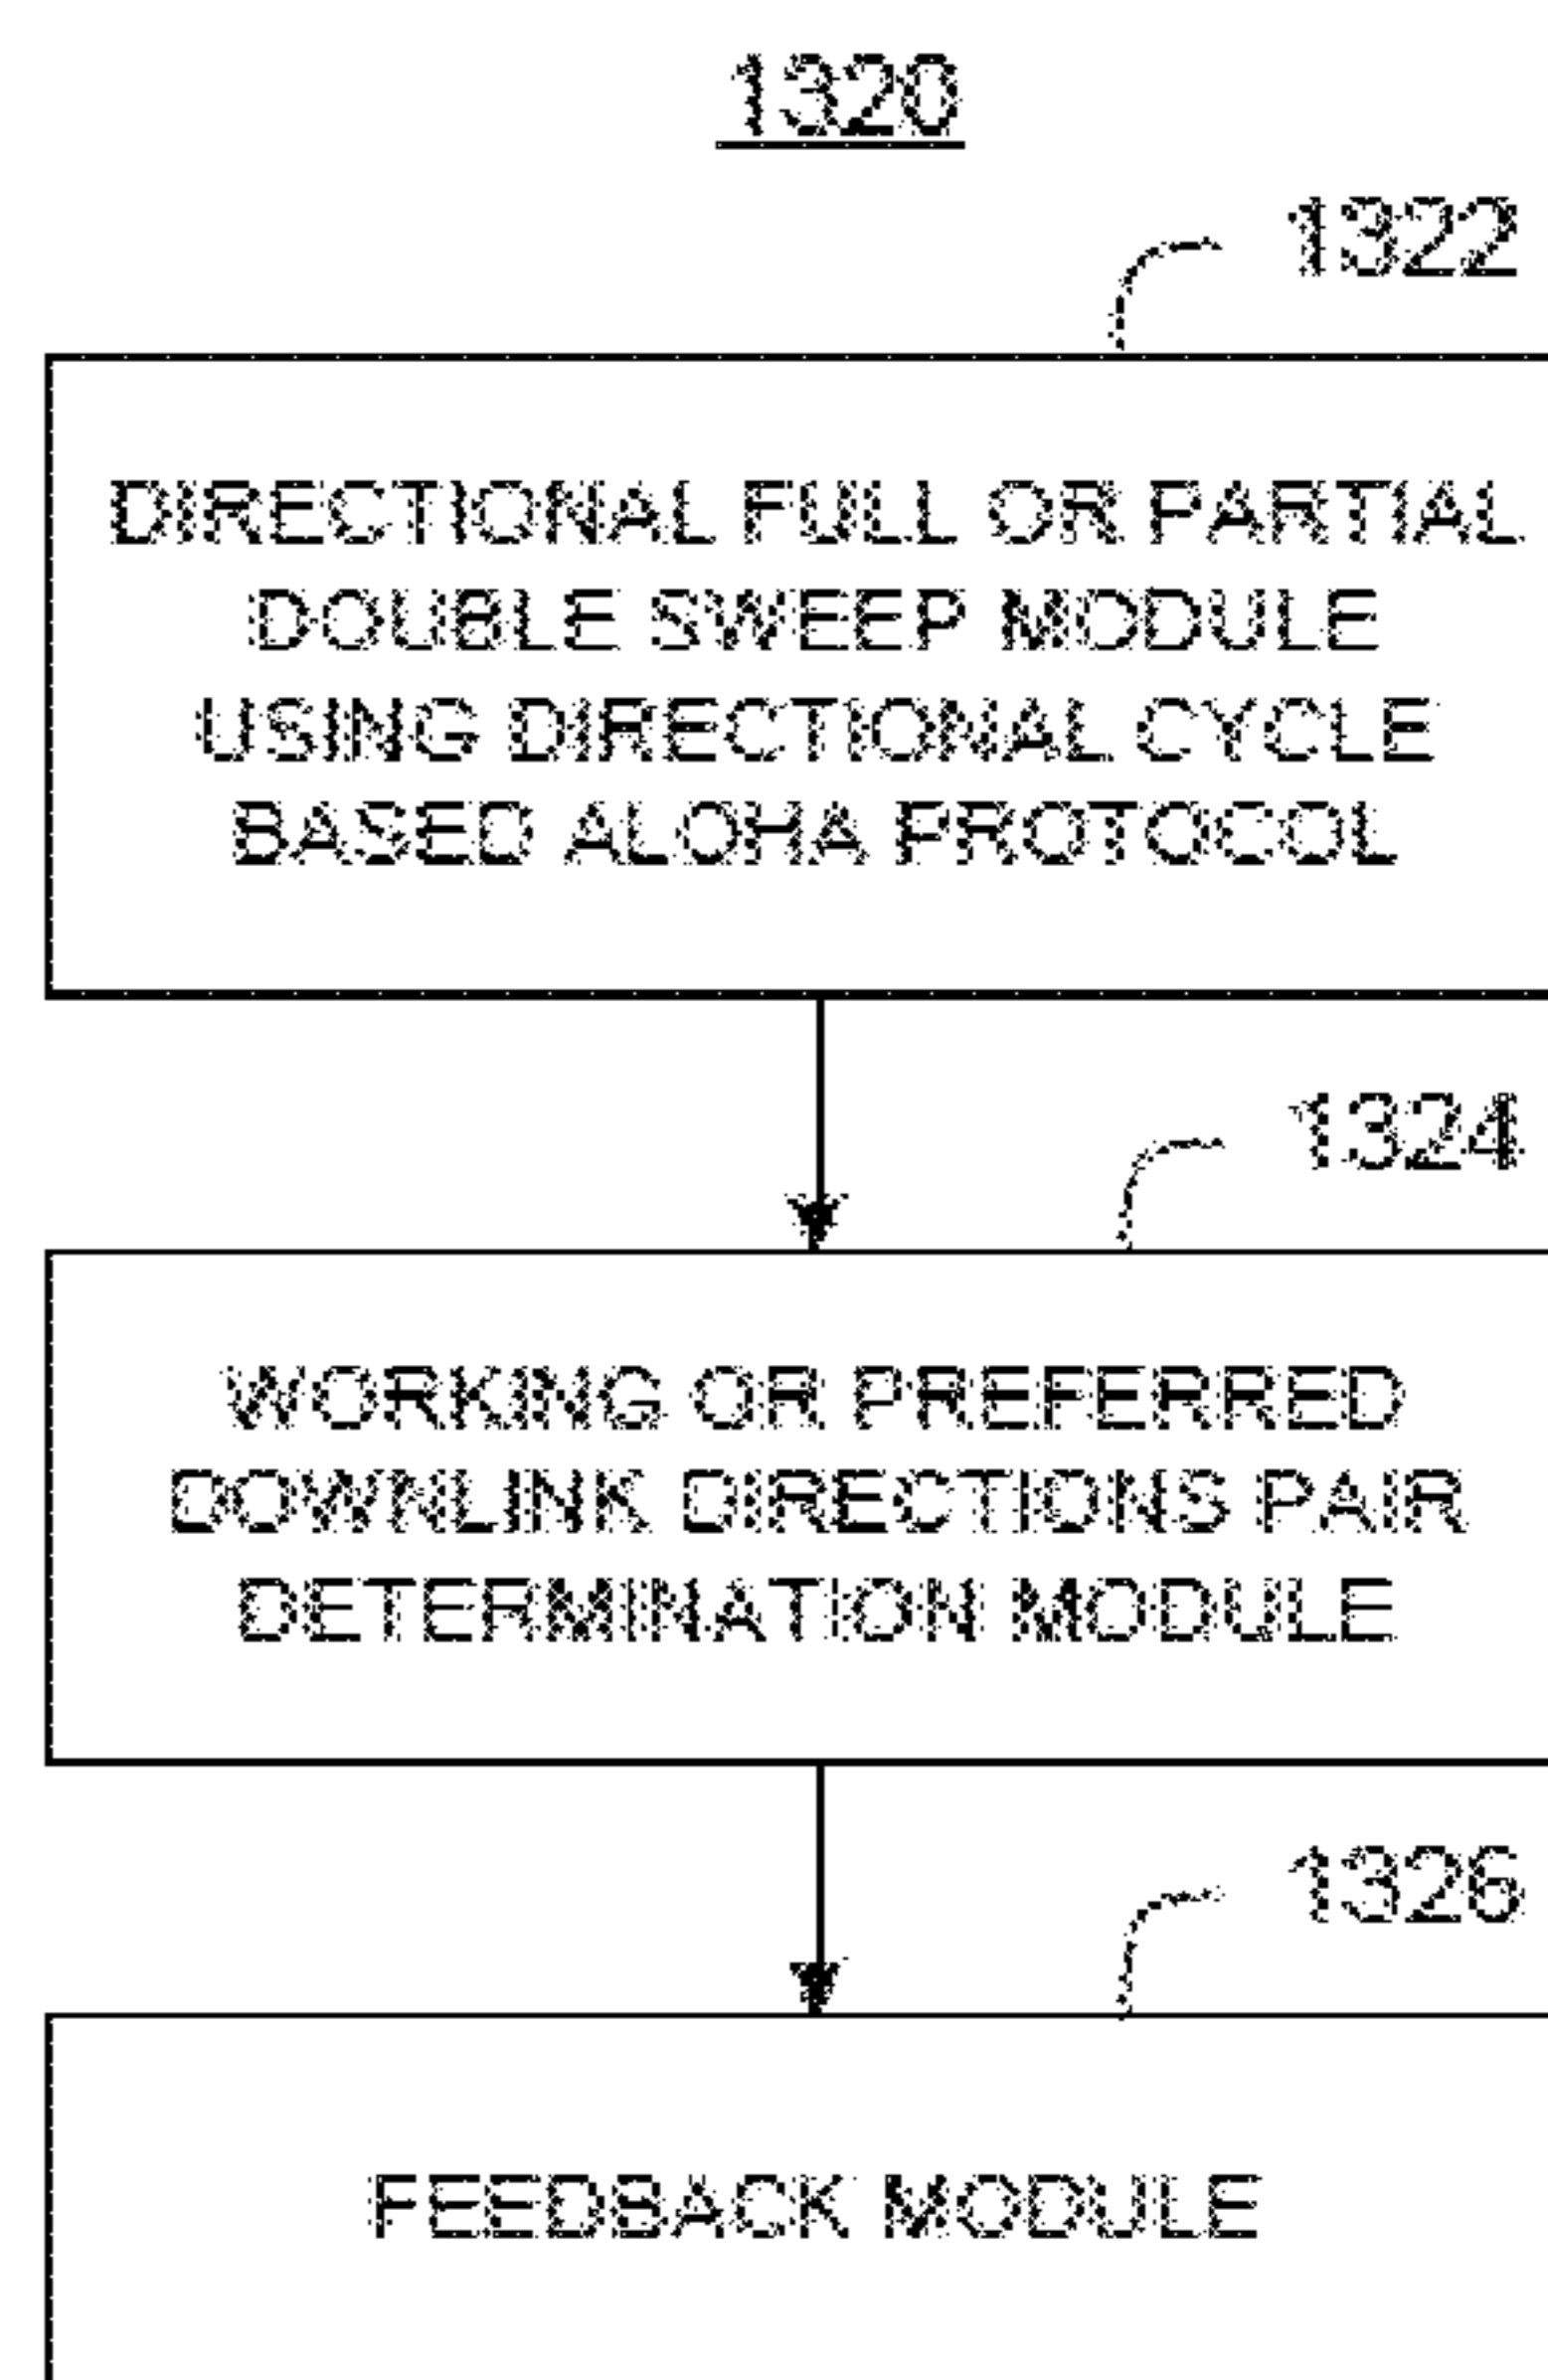 1320
1322
DIRECTIONAL FULL OR PARTIAL
DOUBLE SWEEP MODULE
USING DIRECTIONAL CYCLE
BASED ALOHA PROTOCOL
1324
WORKING OR PREFERRED
DOWNLINK DIRECTIONS PAIR
DETERMINATION MODULE
1326
FEEDBACK MODULE